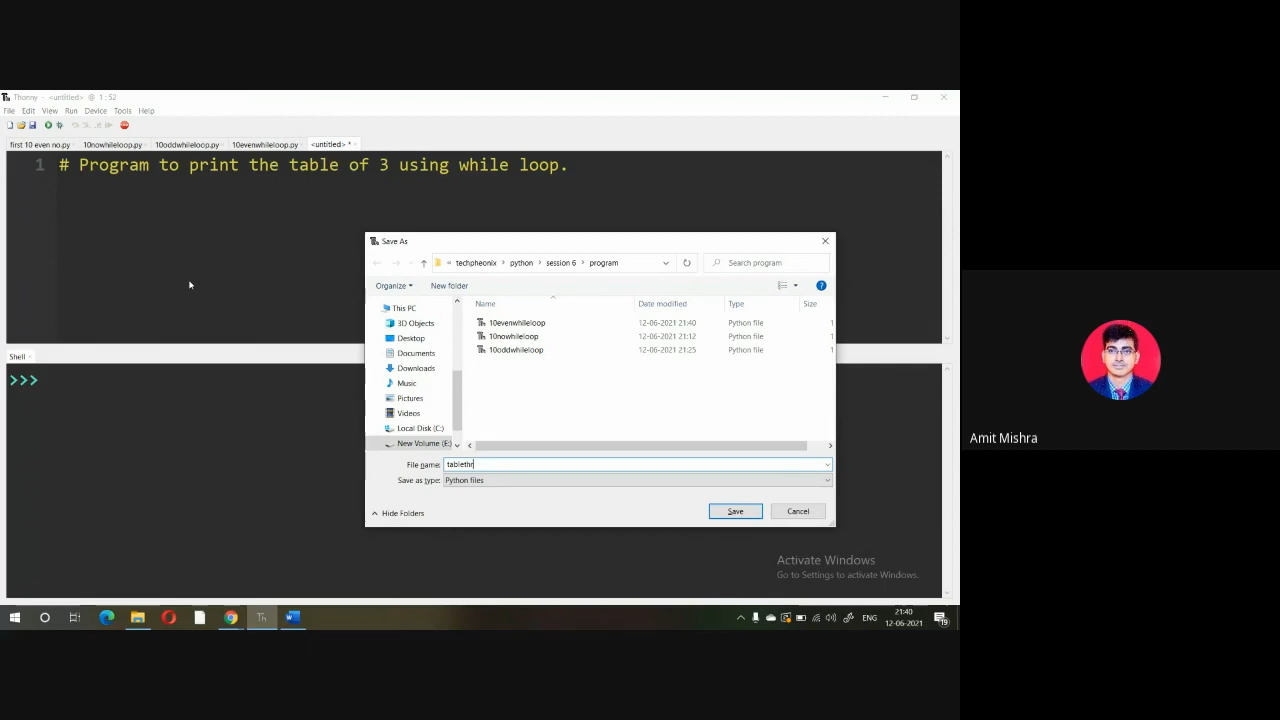 Thonny - <untitled> @ 1 : 52
File Edit View Run Device Tools Help
first 10 even no.py 10nowhileloop.py 10oddwhileloop.py 10evenwhileloop.py <untitled> *
1 # Program to print the table of 3 using while loop.
Save As
« techpheonix › python › session 6 › program
Search program
Organize New folder
This PC
3D Objects
Desktop
Documents
Downloads
Music
Pictures
Videos
Local Disk (C:)
New Volume (E:)
Name Date modified Type Size
10evenwhileloop 12-06-2021 21:40 Python file 1
10nowhileloop 12-06-2021 21:12 Python file 1
10oddwhileloop 12-06-2021 21:25 Python file 1
File name: tablethr
Save as type: Python files
Hide Folders
Save Cancel
Shell
>>>
Activate Windows
Go to Settings to activate Windows.
ENG
21:40
12-06-2021
19
Amit Mishra